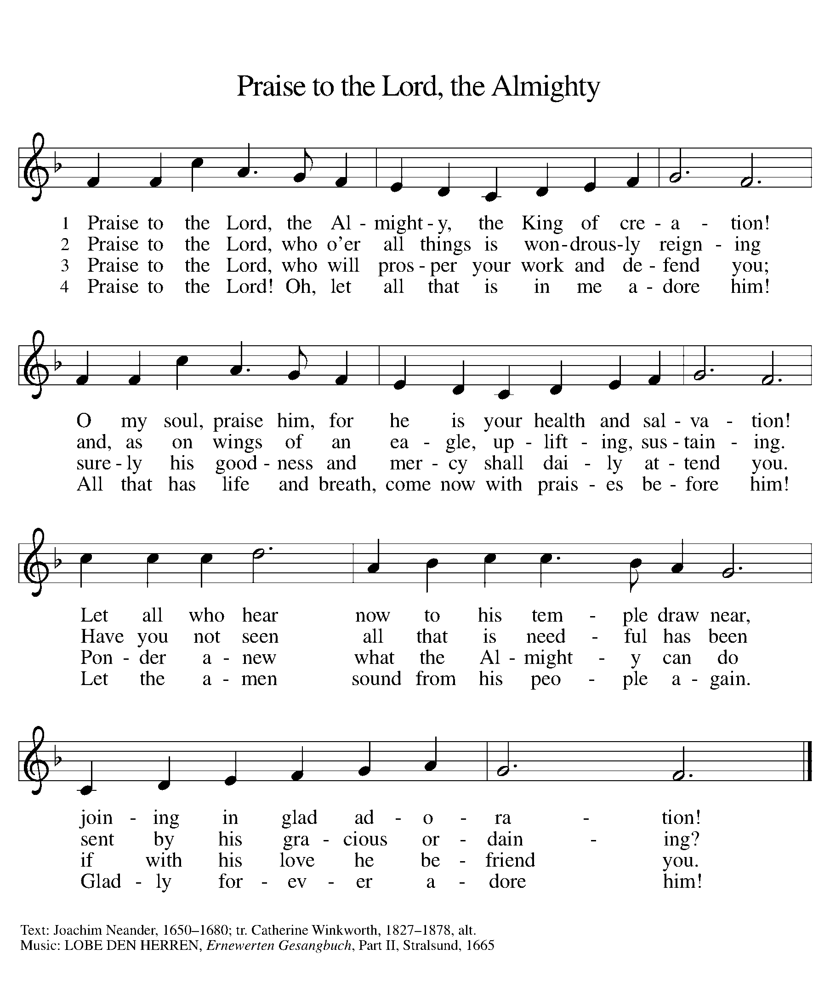 Praise to the Lord, the Almighty
1 Praise to the Lord, the Al - might - y, the King of cre - a - tion!
2 Praise to the Lord, who o'er all things is won - drous - ly reign - ing
3 Praise to the Lord, who will pros - per your work and de - fend you;
4 Praise to the Lord! Oh, let all that is in me a - dore him!
O my soul, praise him, for he is your health and sal - va - tion!
and, as on wings of an ea - gle, up - lift - ing, sus - tain - ing.
sure - ly his good - ness and mer - cy shall dai - ly at - tend you.
All that has life and breath, come now with prais - es be - fore him!
Let all who hear now to his tem - ple draw near,
Have you not seen all that is need - ful has been
Pon - der a - new what the Al - might - y can do
Let the a - men sound from his peo - ple a - gain.
join - ing in glad ad - o - ra - tion!
sent by his gra - cious or - dain - ing?
if with his love he be - friend you.
Glad - ly for - ev - er a - dore him!
Text: Joachim Neander, 1650–1680; tr. Catherine Winkworth, 1827–1878, alt.
Music: LOBE DEN HERREN, Ernewerten Gesangbuch, Part II, Stralsund, 1665